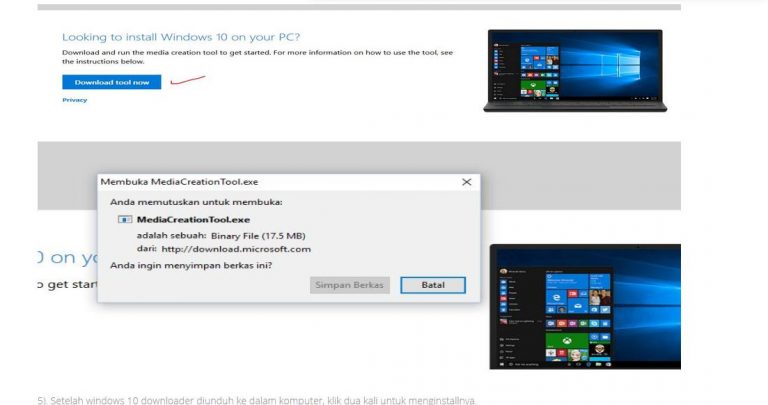 Looking to install Windows 10 on your PC?
Download and run the media creation tool to get started. For more information on how to use the tool, see
the instructions below.
Download tool now
Privacy
Membuka MediaCreationTool.exe
Anda memutuskan untuk membuka:
MediaCreationTool.exe
adalah sebuah: Binary File (17.5 MB)
dari: http://download.microsoft.com
Anda ingin menyimpan berkas ini?
Simpan Berkas
Batal
0 on yo
o get start
5). Setelah windows 10 downloader diunduh ke dalam komputer, klik dua kali untuk menginstallnya.